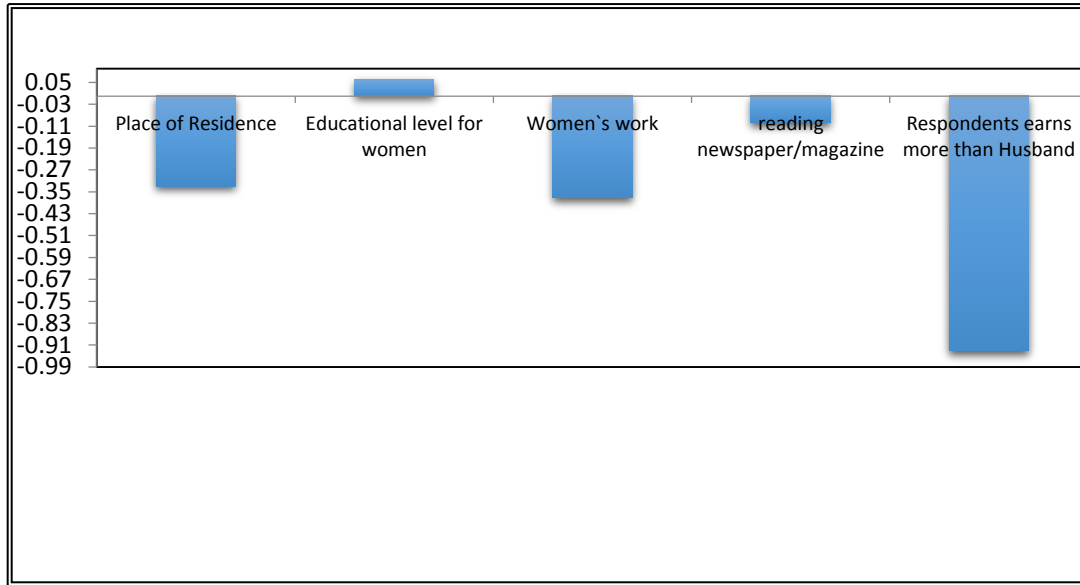 0.05
-0.03
-0.11
-0.19
-0.27
-0.35
-0.43
-0.51
-0.59
-0.67
-0.75
-0.83
-0.91
-0.99
Place of Residence
Educational level for
women
Women`s work
reading
newspaper/magazine
Respondents earns
more than Husband